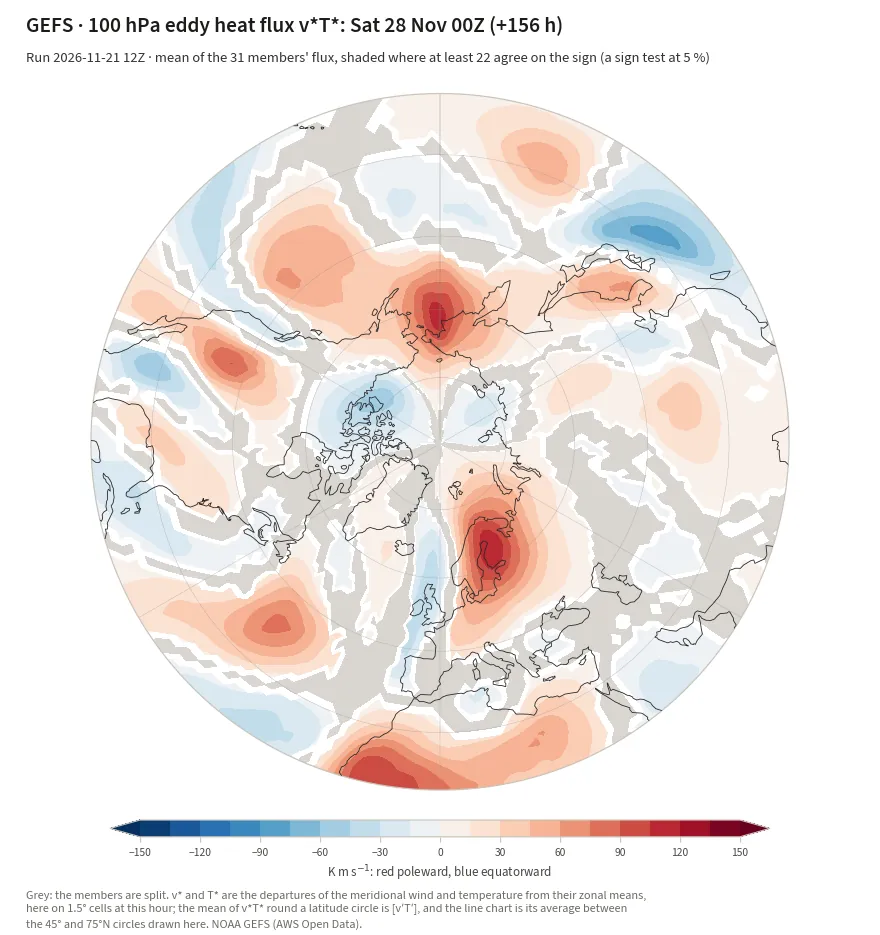 GEFS · 100 hPa eddy heat flux v*T*: Sat 28 Nov 00Z (+156 h)
Run 2026-11-21 12Z · mean of the 31 members' flux, shaded where at least 22 agree on the sign (a sign test at 5 %)
−150 −120 −90 −60 −30 0 30 60 90 120 150
K m s⁻¹: red poleward, blue equatorward
Grey: the members are split. v* and T* are the departures of the meridional wind and temperature from their zonal means,
here on 1.5° cells at this hour; the mean of v*T* round a latitude circle is [v'T'], and the line chart is its average between
the 45° and 75°N circles drawn here. NOAA GEFS (AWS Open Data).